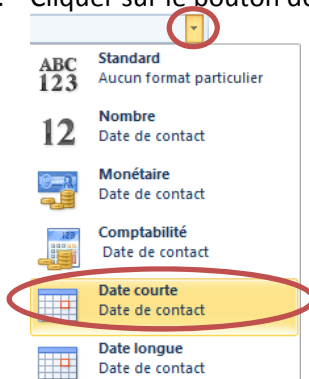 Cliquer sur le bouton de
ABC
123
Standard
Aucun format particulier
12
Nombre
Date de contact
Monétaire
Date de contact
123
Comptabilité
Date de contact
Date courte
Date de contact
Date longue
Date de contact